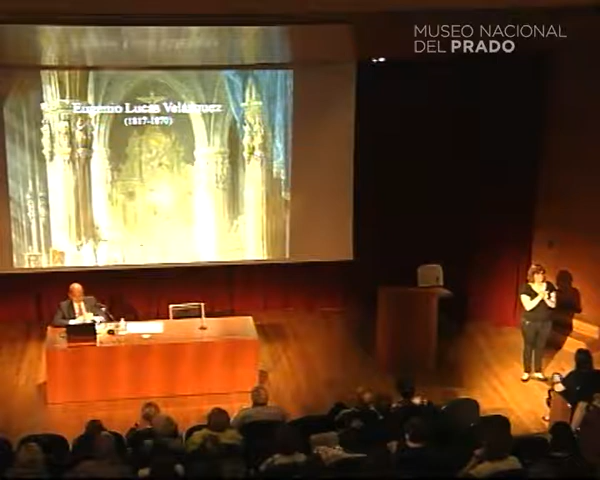 MUSEO NACIONAL
DEL PRADO
Eugenio Lucas Velázquez
(1817-1870)